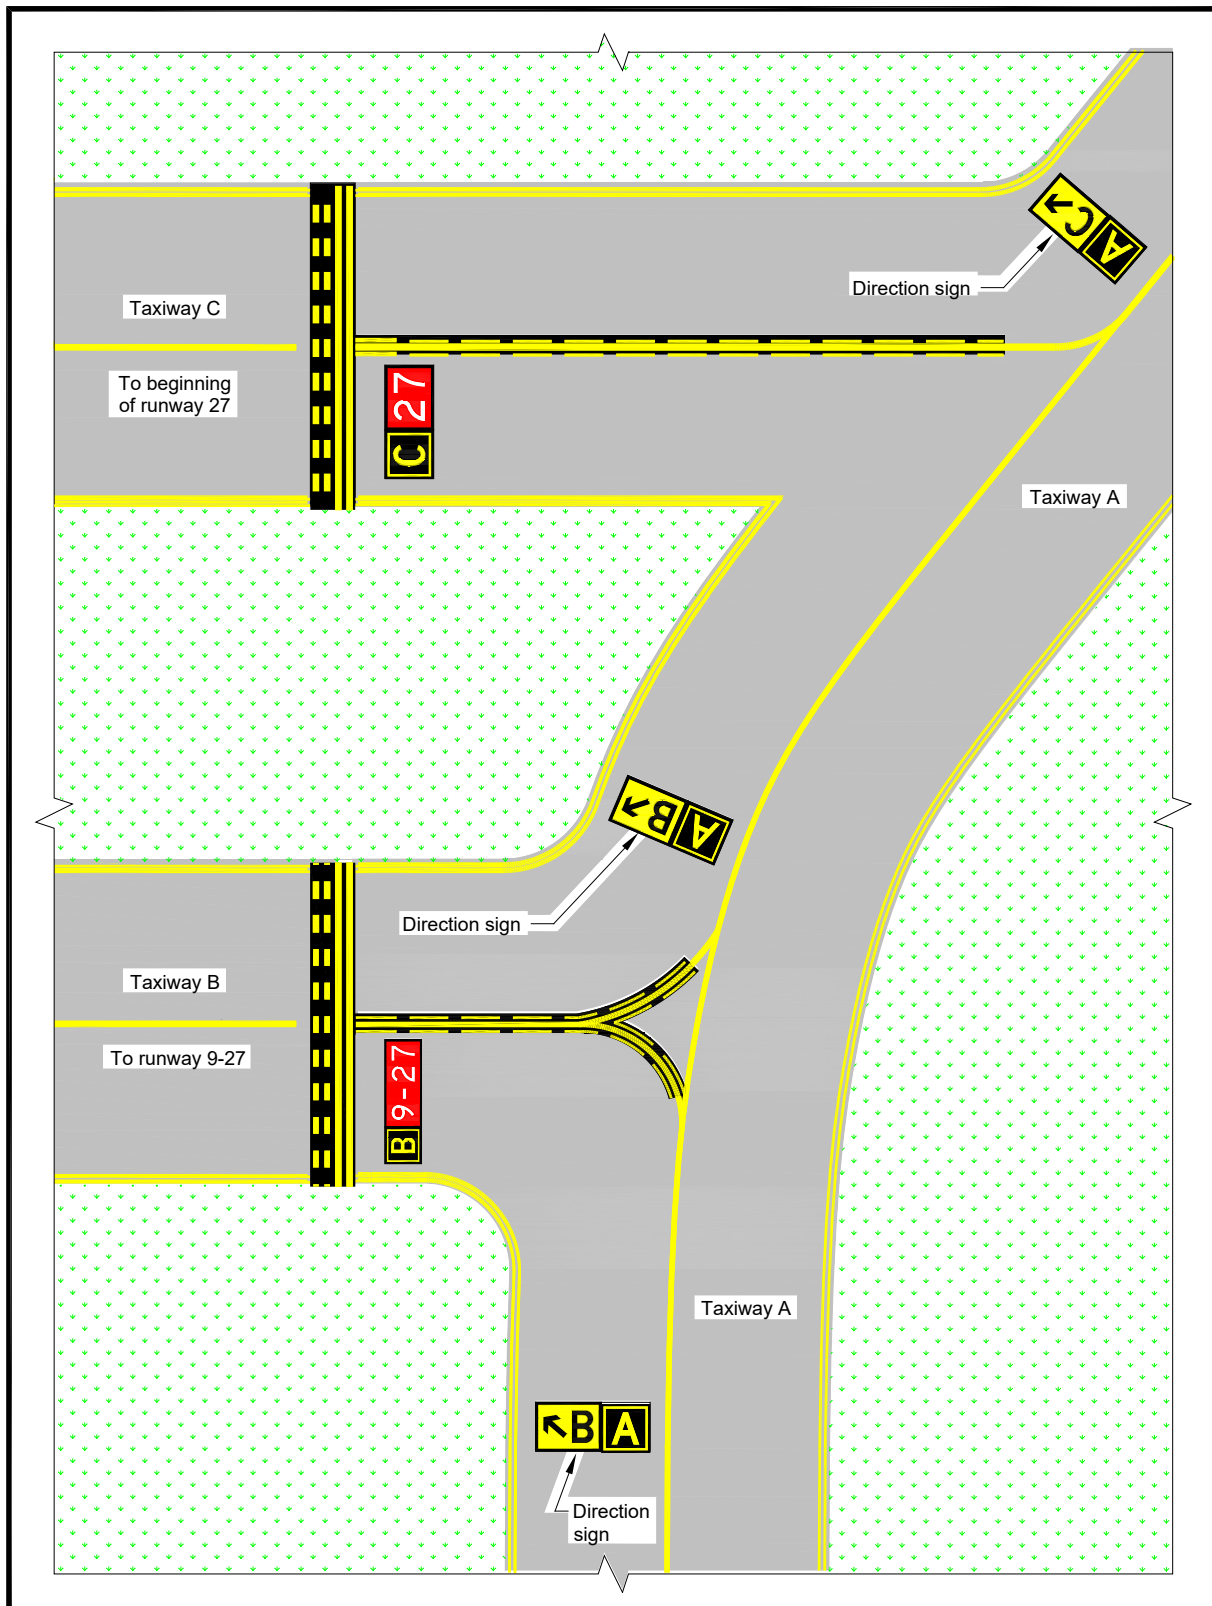 C
A
Direction sign
Taxiway C
To beginning
of runway 27
C 27
Taxiway A
B
A
Direction sign
Taxiway B
To runway 9-27
B 9-27
Taxiway A
B A
Direction
sign